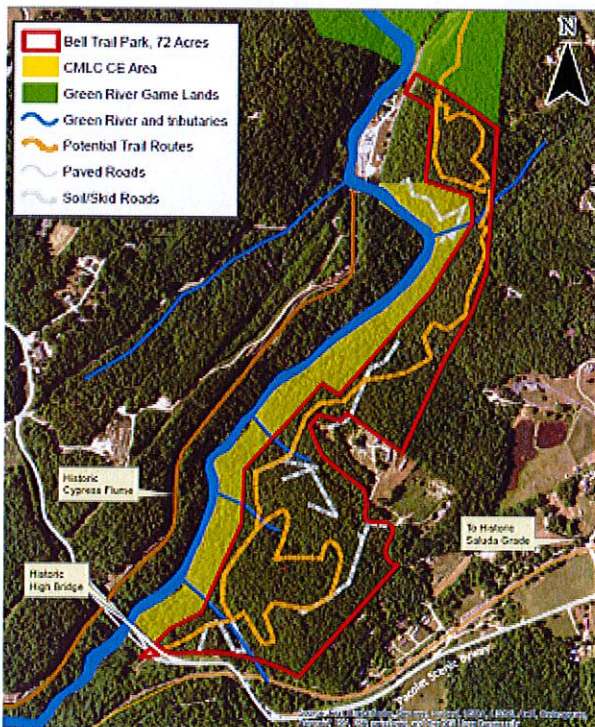 Bell Trail Park, 72 Acres
CMLC CE Area
Green River Game Lands
Green River and tributaries
Potential Trail Routes
Paved Roads
Soil/Skid Roads
N
Historic
Cypress Flume
Historic
High Bridge
To Historic
Saluda Grade
Scenic Byway